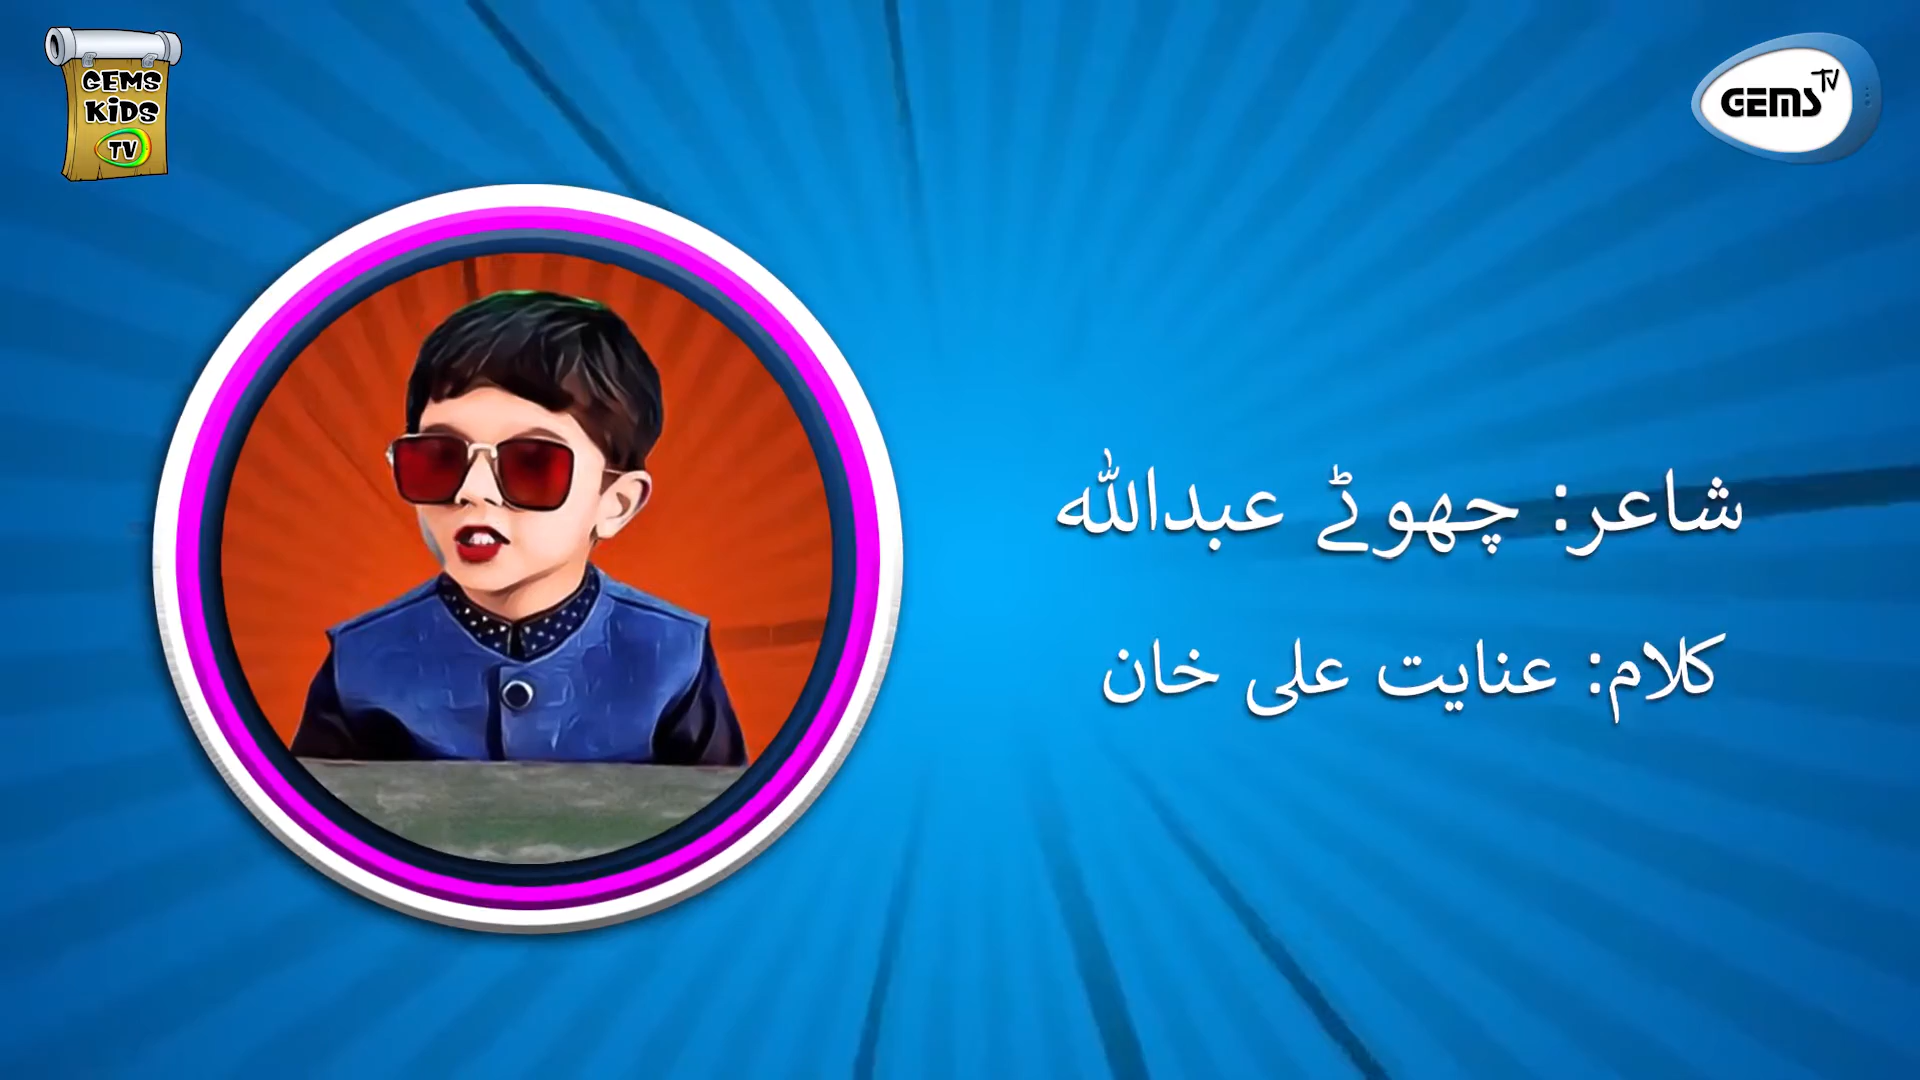 GEMS
KiDS
TV
GEMS TV
شاعر: چھوٹے عبداللہ
کلام: عنایت علی خان